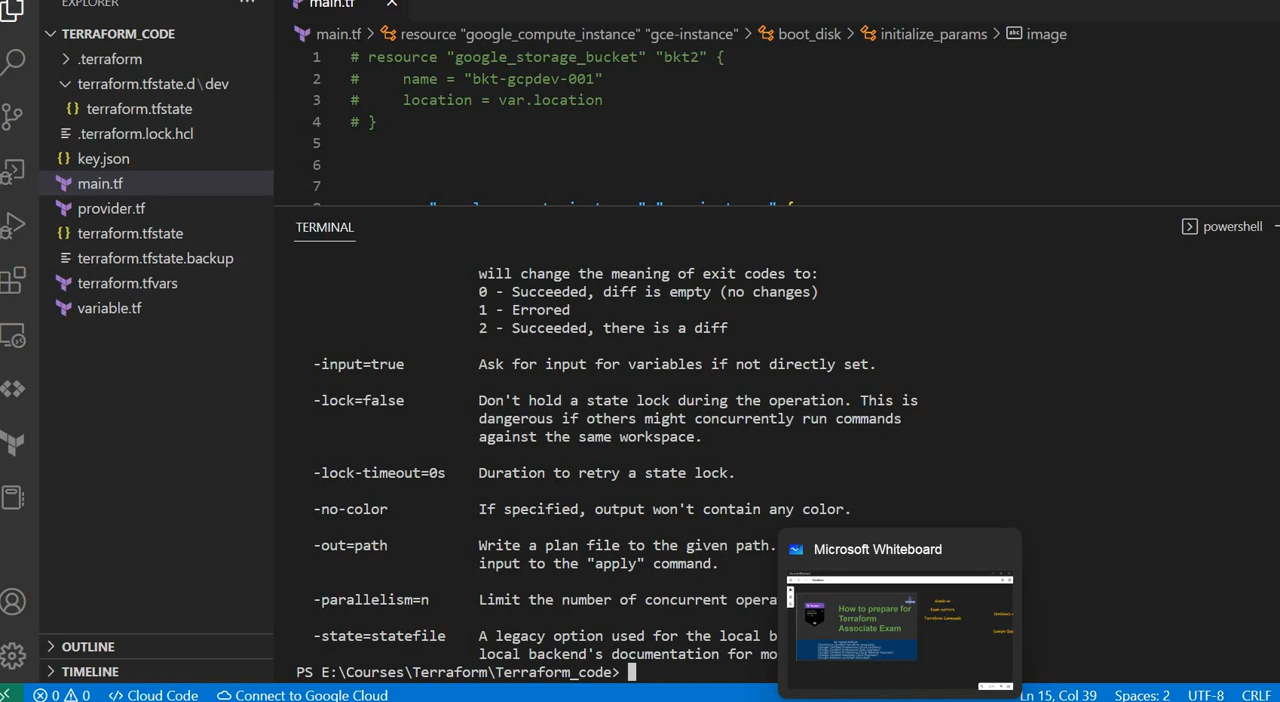 EXPLORER
main.tf
TERRAFORM_CODE
.terraform
terraform.tfstate.d\dev
terraform.tfstate
.terraform.lock.hcl
key.json
main.tf
provider.tf
terraform.tfstate
terraform.tfstate.backup
terraform.tfvars
variable.tf
OUTLINE
TIMELINE
main.tf > resource "google_compute_instance" "gce-instance" > boot_disk > initialize_params > image
1 # resource "google_storage_bucket" "bkt2" {
2 # name = "bkt-gcpdev-001"
3 # location = var.location
4 # }
5
6
7
TERMINAL
powershell
will change the meaning of exit codes to:
0 - Succeeded, diff is empty (no changes)
1 - Errored
2 - Succeeded, there is a diff
-input=true Ask for input for variables if not directly set.
-lock=false Don't hold a state lock during the operation. This is
dangerous if others might concurrently run commands
against the same workspace.
-lock-timeout=0s Duration to retry a state lock.
-no-color If specified, output won't contain any color.
-out=path Write a plan file to the given path.
input to the "apply" command.
-parallelism=n Limit the number of concurrent opera
-state=statefile A legacy option used for the local b
local backend's documentation for mo
PS E:\Courses\Terraform\Terraform_code>
Microsoft Whiteboard
How to prepare for
Terraform
Associate Exam
Terraform Commands
0 0 Cloud Code Connect to Google Cloud
Ln 15, Col 39 Spaces: 2 UTF-8 CRLF